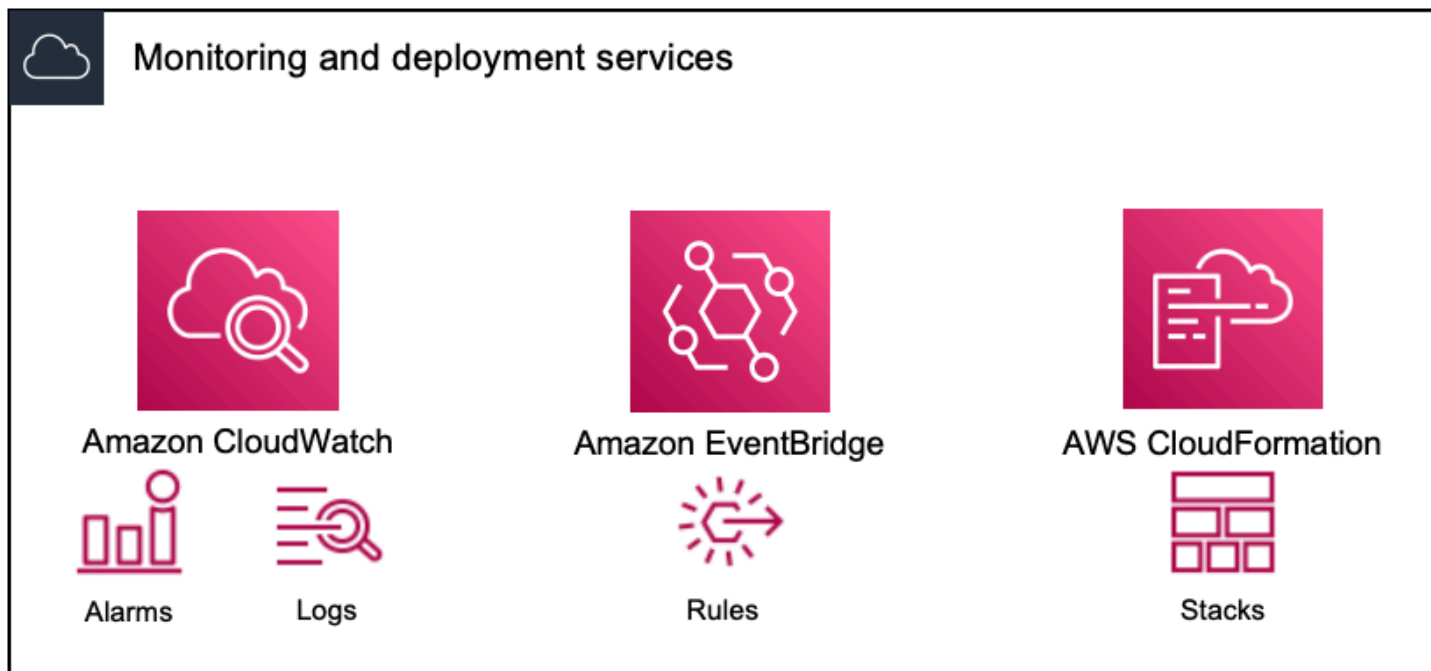 Monitoring and deployment services
Amazon CloudWatch
Amazon EventBridge
AWS CloudFormation
Alarms
Logs
Rules
Stacks